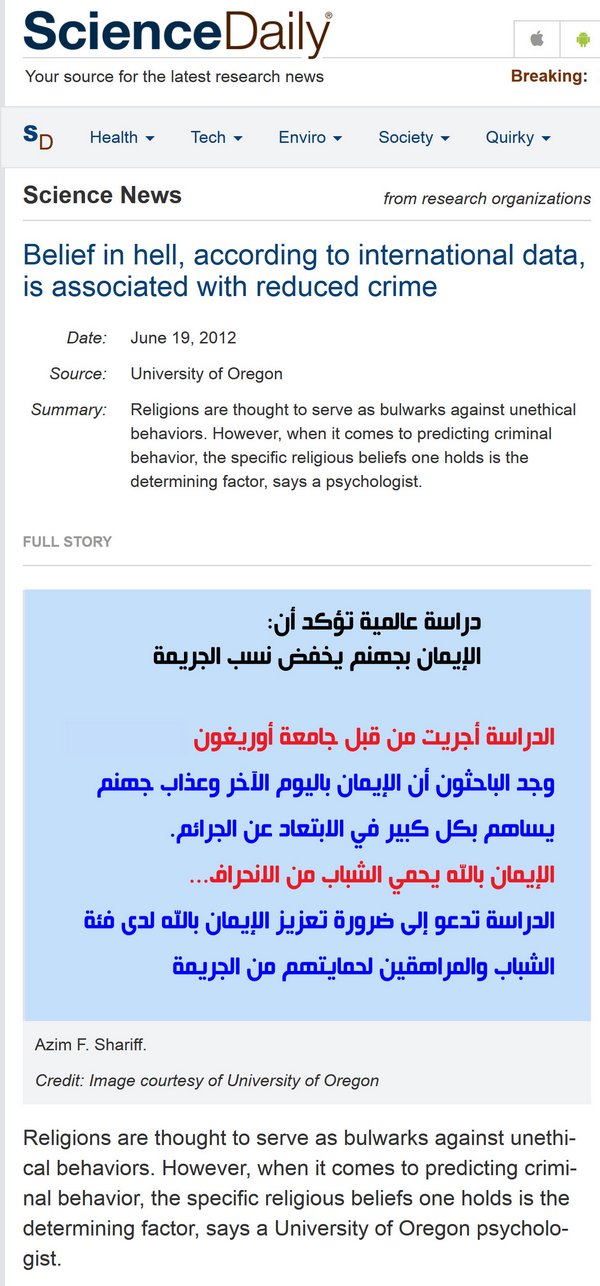 ScienceDaily®
Your source for the latest research news
Breaking:
SD
Health Tech Enviro Society Quirky
Science News
from research organizations
Belief in hell, according to international data,
is associated with reduced crime
Date: June 19, 2012
Source: University of Oregon
Summary: Religions are thought to serve as bulwarks against unethical
behaviors. However, when it comes to predicting criminal
behavior, the specific religious beliefs one holds is the
determining factor, says a psychologist.
FULL STORY
دراسة عالمية تؤكد أن:
الإيمان بجهنم يخفض نسب الجريمة
الدراسة أجريت من قبل جامعة أوريغون
وجد الباحثون أن الإيمان باليوم الآخر وعذاب جهنم
يساهم بكل كبير في الابتعاد عن الجرائم.
الإيمان بالله يحمي الشباب من الانحراف...
الدراسة تدعو إلى ضرورة تعزيز الإيمان بالله لدى فئة
الشباب والمراهقين لحمايتهم من الجريمة
Azim F. Shariff.
Credit: Image courtesy of University of Oregon
Religions are thought to serve as bulwarks against unethi-
cal behaviors. However, when it comes to predicting crimi-
nal behavior, the specific religious beliefs one holds is the
determining factor, says a University of Oregon psycholo-
gist.